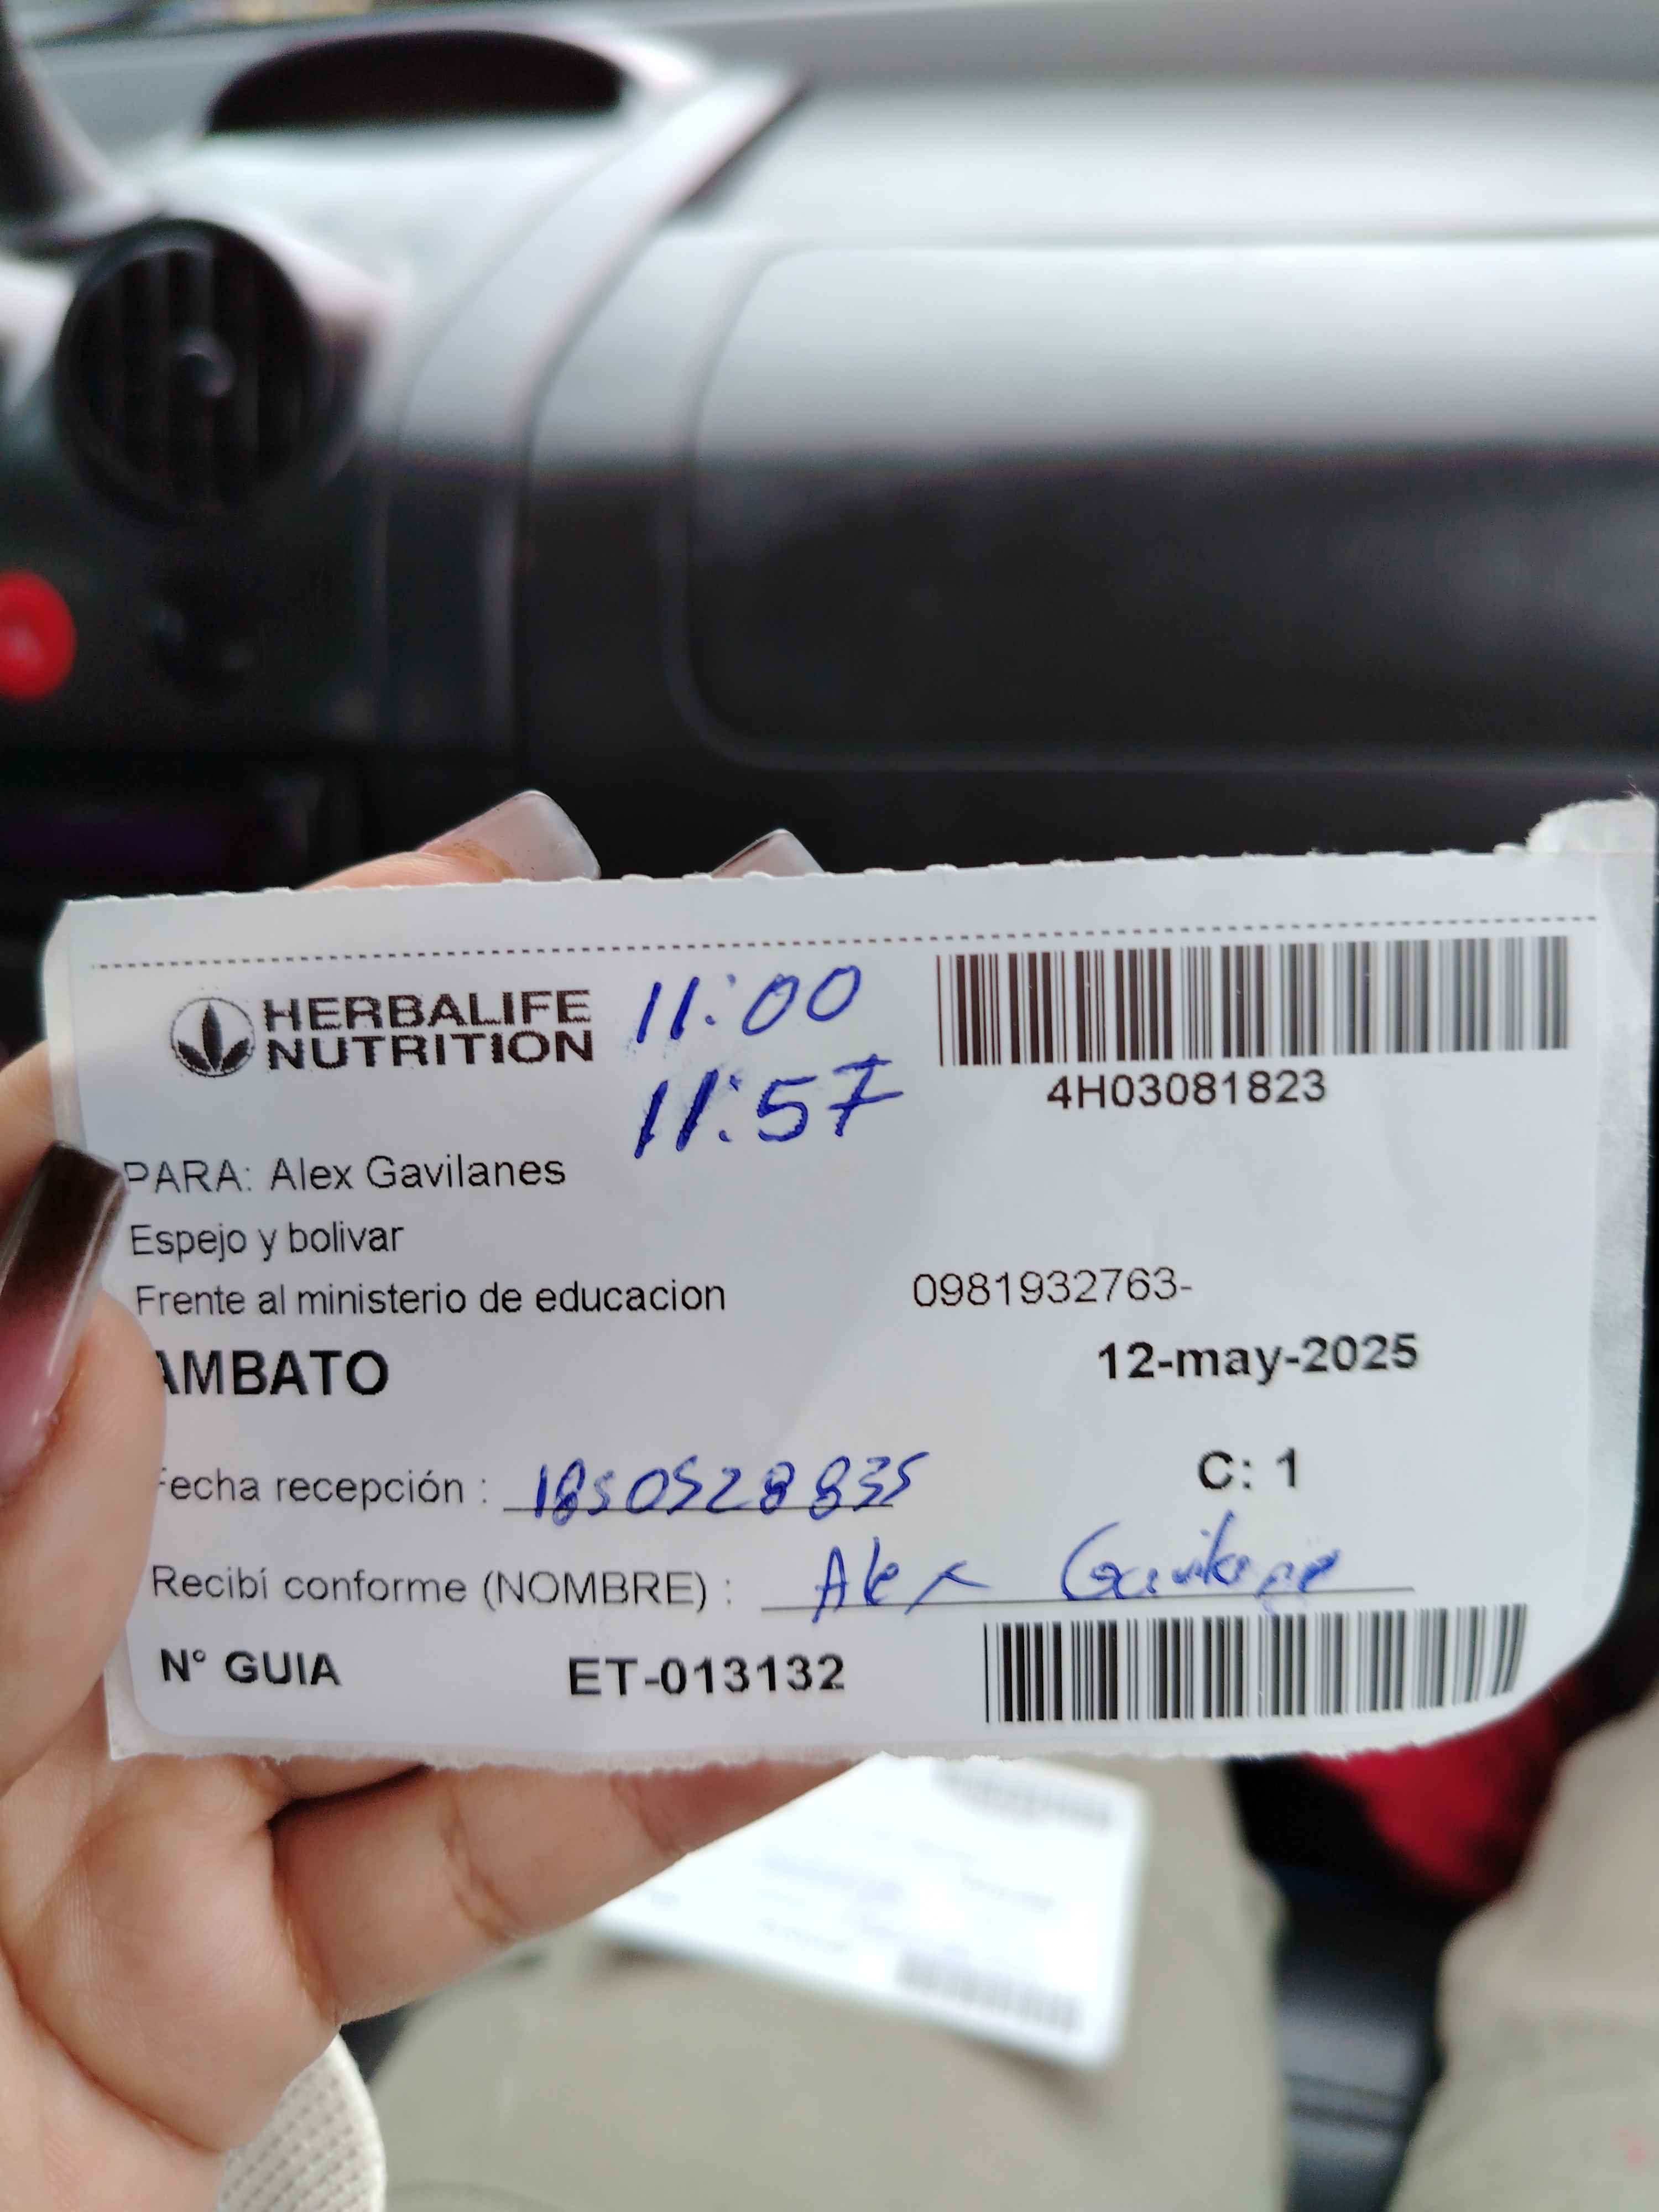 HERBALIFE
NUTRITION
11:00
11:57
4H03081823
PARA: Alex Gavilanes
Espejo y bolivar
Frente al ministerio de educacion 0981932763-
AMBATO 12-may-2025
Fecha recepción : 1850528835
C: 1
Recibí conforme (NOMBRE) : Alex Gavilanes
N° GUIA ET-013132